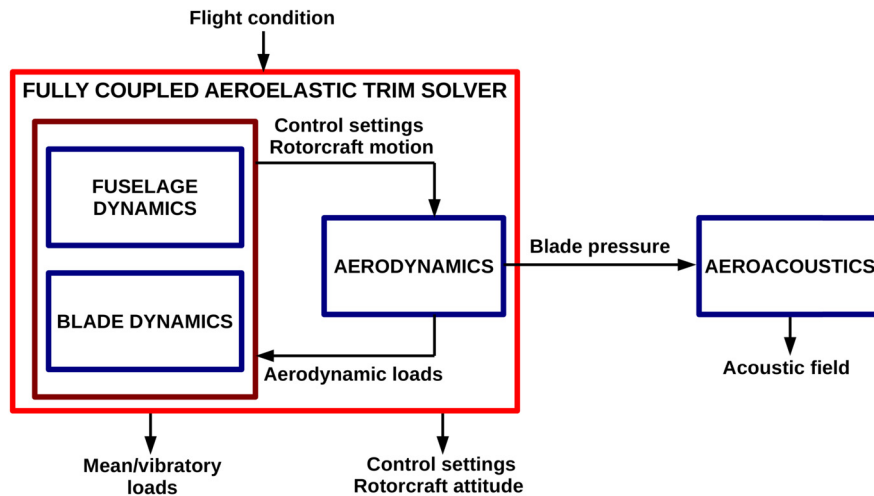 Flight condition
FULLY COUPLED AEROELASTIC TRIM SOLVER
Control settings
Rotorcraft motion
FUSELAGE
DYNAMICS
AERODYNAMICS
Blade pressure
AEROACOUSTICS
BLADE DYNAMICS
Aerodynamic loads
Acoustic field
Mean/vibratory
loads
Control settings
Rotorcraft attitude